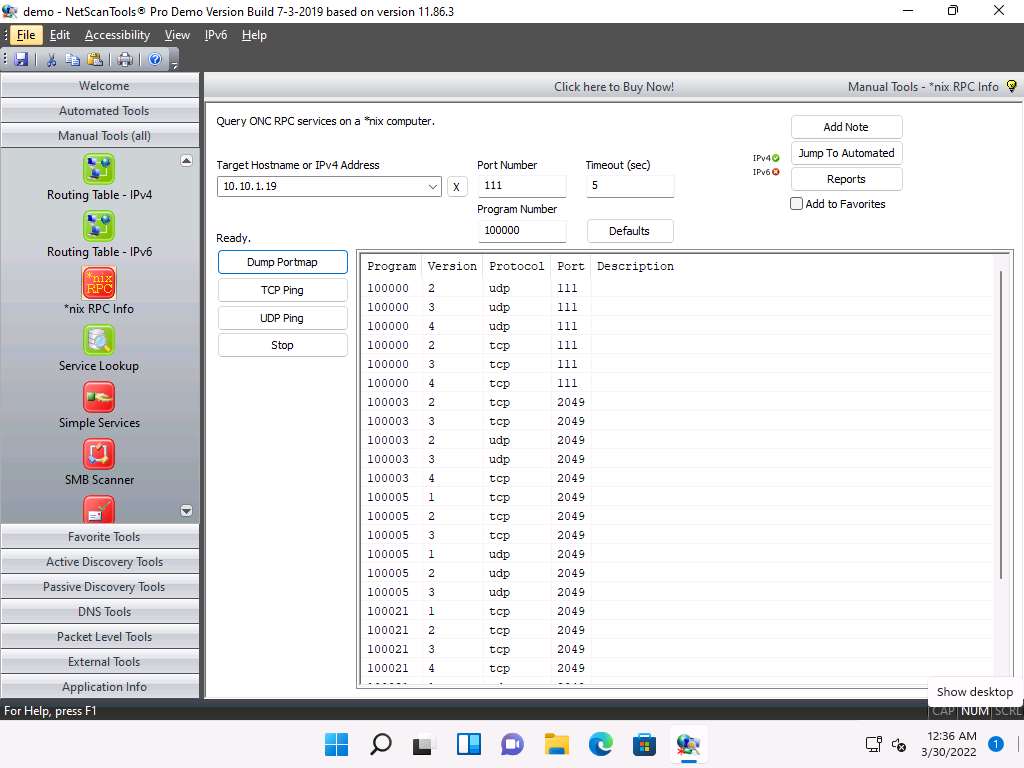 demo - NetScanTools® Pro Demo Version Build 7-3-2019 based on version 11.86.3
File Edit Accessibility View IPv6 Help
Welcome
Automated Tools
Manual Tools (all)
Routing Table - IPv4
Routing Table - IPv6
*nix RPC
*nix RPC Info
Service Lookup
Simple Services
SMB Scanner
Favorite Tools
Active Discovery Tools
Passive Discovery Tools
DNS Tools
Packet Level Tools
External Tools
Application Info
Click here to Buy Now!
Manual Tools - *nix RPC Info
Query ONC RPC services on a *nix computer.
Target Hostname or IPv4 Address
10.10.1.19
X
Port Number
111
Timeout (sec)
5
Program Number
100000
Defaults
IPv4
IPv6
Add Note
Jump To Automated
Reports
Add to Favorites
Ready.
Dump Portmap
TCP Ping
UDP Ping
Stop
Program Version Protocol Port Description
100000 2 udp 111
100000 3 udp 111
100000 4 udp 111
100000 2 tcp 111
100000 3 tcp 111
100000 4 tcp 111
100003 2 tcp 2049
100003 3 tcp 2049
100003 2 udp 2049
100003 3 udp 2049
100003 4 tcp 2049
100005 1 tcp 2049
100005 2 tcp 2049
100005 3 tcp 2049
100005 1 udp 2049
100005 2 udp 2049
100005 3 udp 2049
100021 1 tcp 2049
100021 2 tcp 2049
100021 3 tcp 2049
100021 4 tcp 2049
Show desktop
For Help, press F1
CAP NUM SCRL
12:36 AM
3/30/2022
1